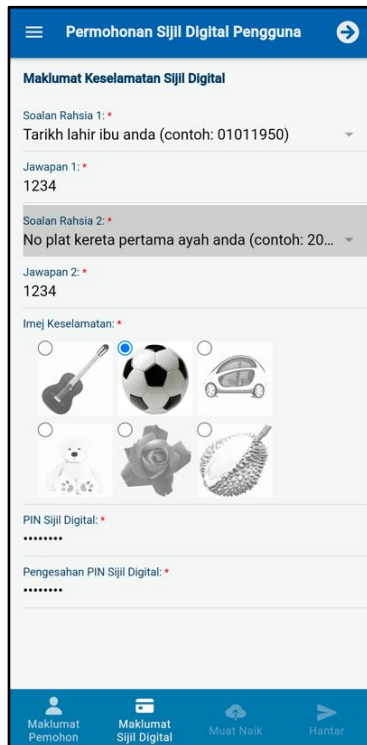 Permohonan Sijil Digital Pengguna
Maklumat Keselamatan Sijil Digital
Soalan Rahsia 1: *
Tarikh lahir ibu anda (contoh: 01011950)
Jawapan 1: *
1234
Soalan Rahsia 2: *
No plat kereta pertama ayah anda (contoh: 20...
Jawapan 2: *
1234
Imej Keselamatan: *
PIN Sijil Digital: *
••••••••
Pengesahan PIN Sijil Digital: *
••••••••
Maklumat Pemohon
Maklumat Sijil Digital
Muat Naik
Hantar